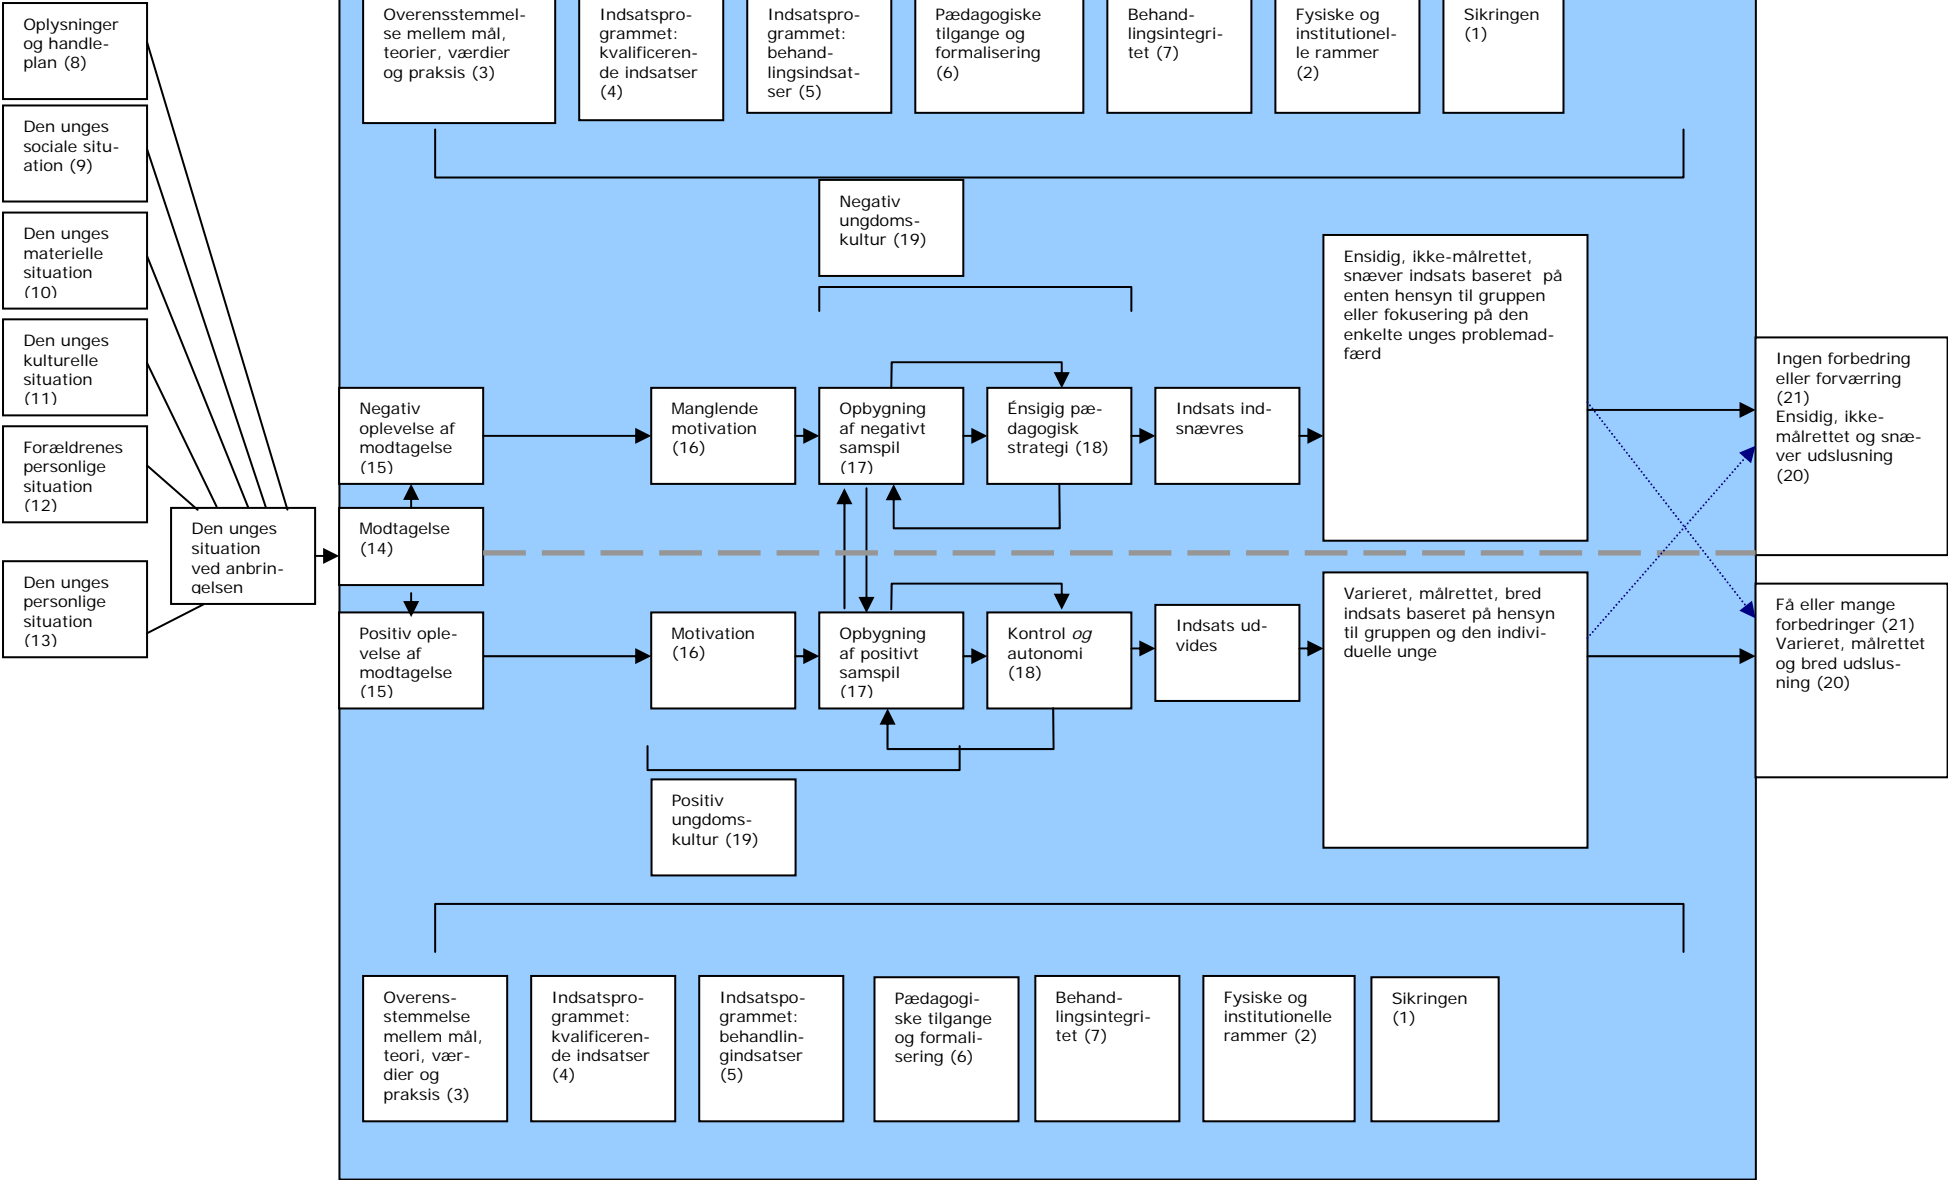 Oplysninger
og handle-
plan (8)
Den unges
sociale situ-
ation (9)
Den unges
materielle
situation
(10)
Den unges
kulturelle
situation
(11)
Forældrenes
personlige
situation
(12)
Den unges
personlige
situation
(13)
Den unges
situation
ved anbrin-
gelsen
Overensstemmel-
se mellem mål,
teorier, værdier
og praksis (3)
Indsatspro-
grammet:
kvalificeren-
de indsatser
(4)
Indsatspro-
grammet:
behand-
lingsindsat-
ser (5)
Pædagogiske
tilgange og
formalisering
(6)
Behand-
lingsintegri-
tet (7)
Fysiske og
institutionel-
le rammer
(2)
Sikringen
(1)
Negativ
ungdoms-
kultur (19)
Negativ
oplevelse af
modtagelse
(15)
Manglende
motivation
(16)
Opbygning
af negativt
samspil
(17)
Énsigig pæ-
dagogisk
strategi (18)
Indsats ind-
snævres
Ensidig, ikke-målrettet,
snæver indsats baseret på
enten hensyn til gruppen
eller fokusering på den
enkelte unges problemad-
færd
Ingen forbedring
eller forværring
(21)
Ensidig, ikke-
målrettet og snæ-
ver udslusning
(20)
Modtagelse
(14)
Positiv ople-
velse af
modtagelse
(15)
Motivation
(16)
Opbygning
af positivt
samspil
(17)
Kontrol og
autonomi
(18)
Indsats ud-
vides
Varieret, målrettet, bred
indsats baseret på hensyn
til gruppen og den indivi-
duelle unge
Få eller mange
forbedringer (21)
Varieret, målrettet
og bred udslus-
ning (20)
Positiv
ungdoms-
kultur (19)
Overens-
stemmelse
mellem mål,
teori, vær-
dier og
praksis (3)
Indsatspro-
grammet:
kvalificeren-
de indsatser
(4)
Indsatspo-
grammet:
behandlin-
gindsatser
(5)
Pædagogi-
ske tilgange
og formali-
sering (6)
Behand-
lingsintegri-
tet (7)
Fysiske og
institutionelle
rammer (2)
Sikringen
(1)